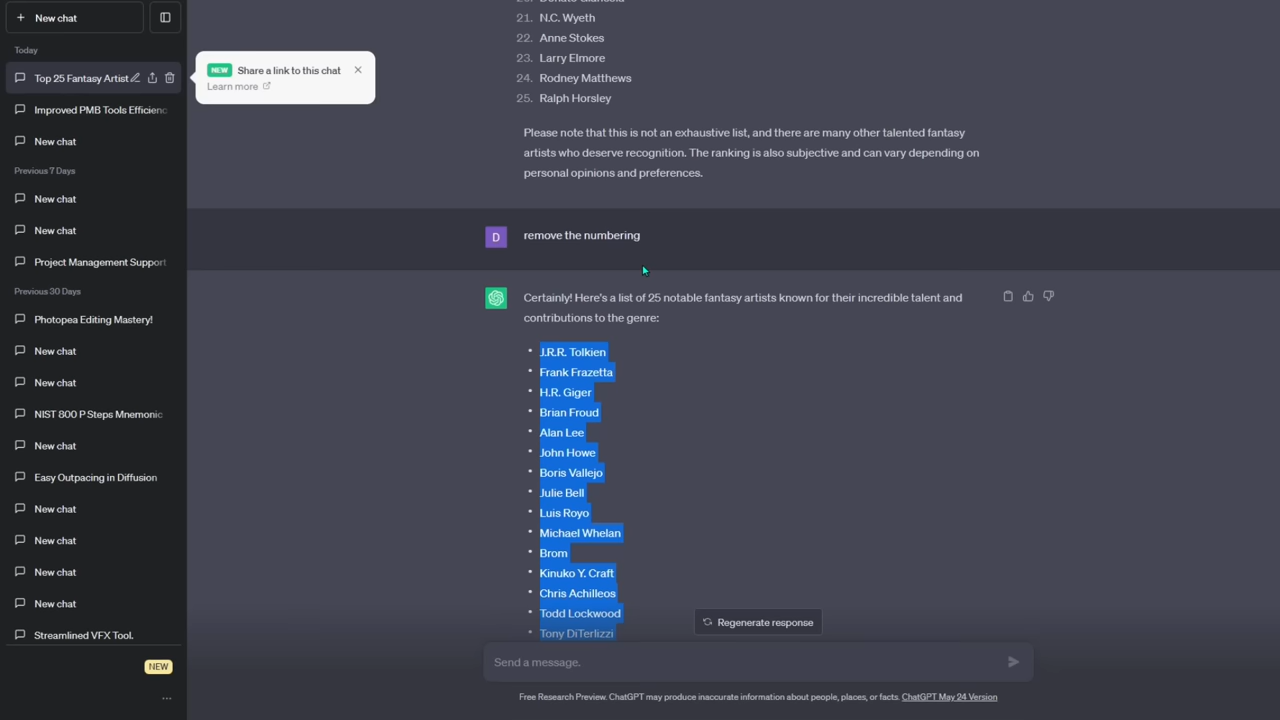 New chat
Today
Top 25 Fantasy Artist
Improved PMB Tools Efficienc
New chat
Previous 7 Days
New chat
New chat
Project Management Support
Previous 30 Days
Photopea Editing Mastery!
New chat
New chat
NIST 800 P Steps Mnemonic
New chat
Easy Outpacing in Diffusion
New chat
New chat
New chat
New chat
Streamlined VFX Tool.
NEW
NEW Share a link to this chat
Learn more
21. N.C. Wyeth
22. Anne Stokes
23. Larry Elmore
24. Rodney Matthews
25. Ralph Horsley
Please note that this is not an exhaustive list, and there are many other talented fantasy
artists who deserve recognition. The ranking is also subjective and can vary depending on
personal opinions and preferences.
D remove the numbering
Certainly! Here's a list of 25 notable fantasy artists known for their incredible talent and
contributions to the genre:
• J.R.R. Tolkien
• Frank Frazetta
• H.R. Giger
• Brian Froud
• Alan Lee
• John Howe
• Boris Vallejo
• Julie Bell
• Luis Royo
• Michael Whelan
• Brom
• Kinuko Y. Craft
• Chris Achilleos
• Todd Lockwood
• Tony DiTerlizzi
Regenerate response
Send a message.
Free Research Preview. ChatGPT may produce inaccurate information about people, places, or facts. ChatGPT May 24 Version